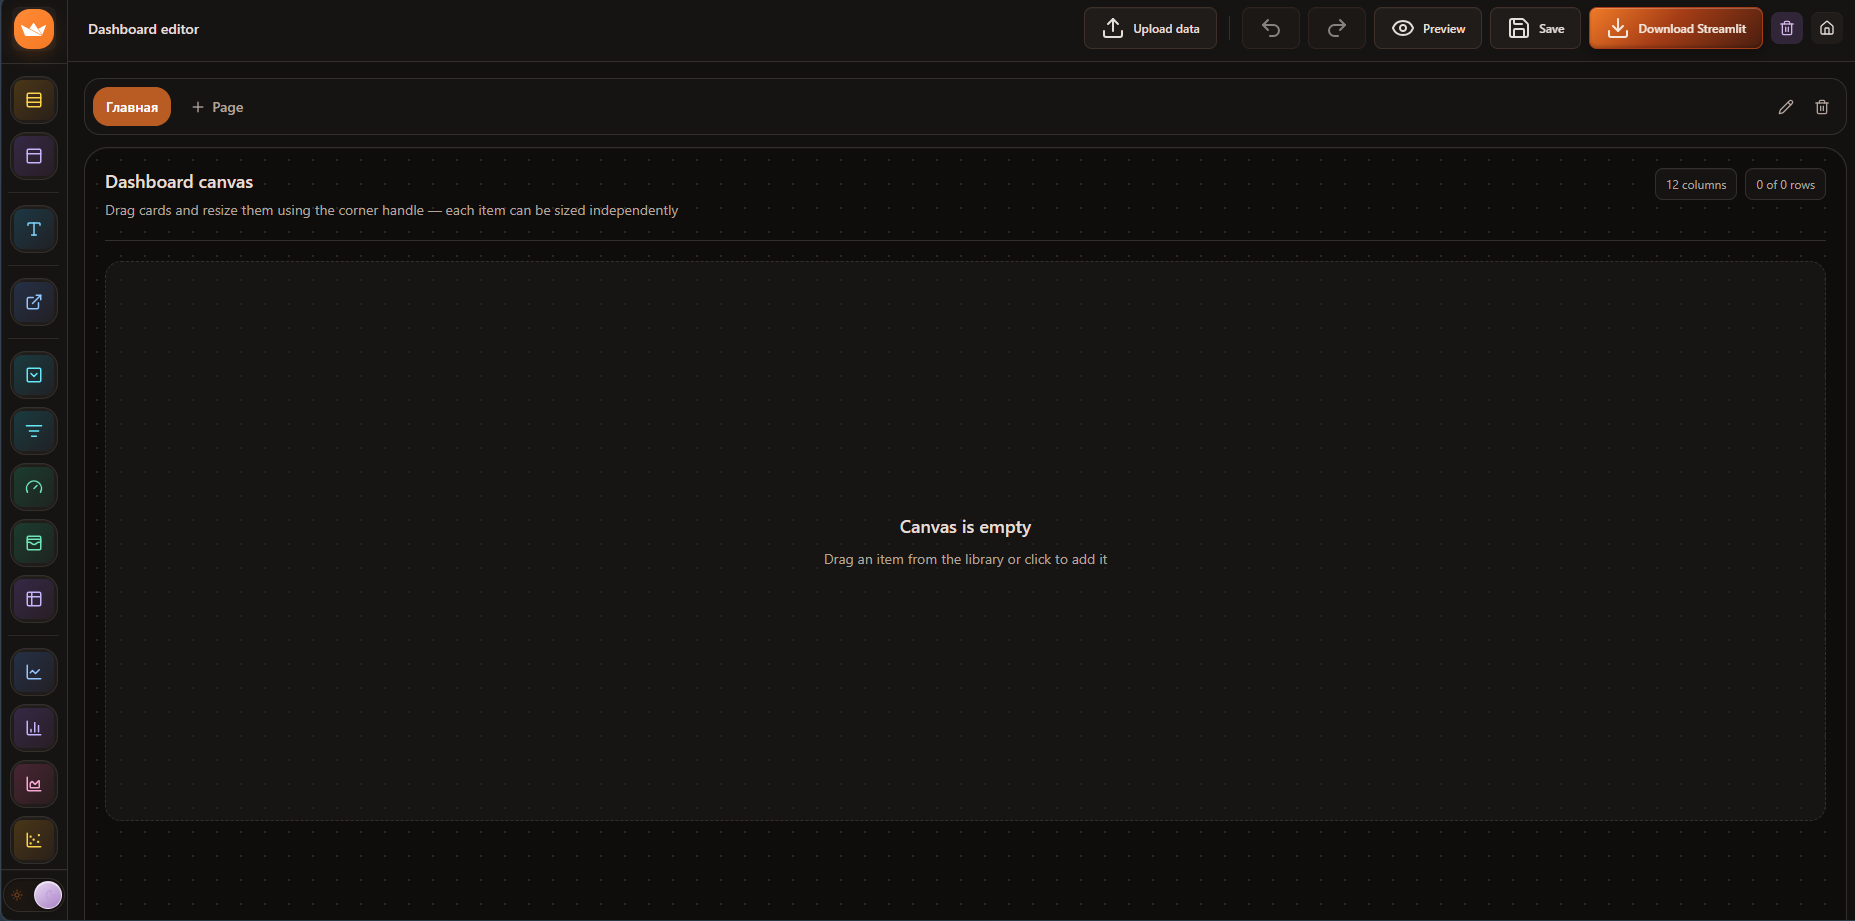 Dashboard editor
Upload data
Preview
Save
Download Streamlit
Главная
+ Page
Dashboard canvas
12 columns
0 of 0 rows
Drag cards and resize them using the corner handle — each item can be sized independently
Canvas is empty
Drag an item from the library or click to add it